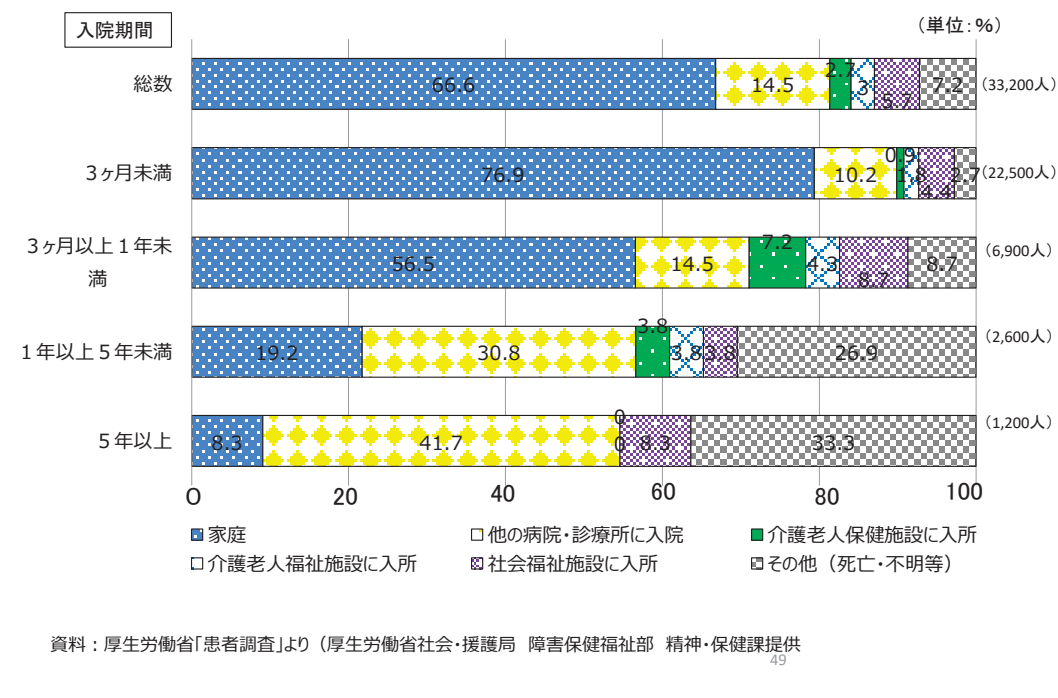 入院期間
（単位：%）
総数 66.6 14.5 2.7 3 5.7 7.2 (33,200人)
3ヶ月未満 76.9 10.2 0.9 1.8 4.4 2.7 (22,500人)
3ヶ月以上1年未
満 56.5 14.5 7.2 4.3 8.7 8.7 (6,900人)
1年以上5年未満 19.2 30.8 3.8 3.8 3.8 26.9 (2,600人)
5年以上 8.3 41.7 0 0 8.3 33.3 (1,200人)
0 20 40 60 80 100
家庭 他の病院・診療所に入院 介護老人保健施設に入所
介護老人福祉施設に入所 社会福祉施設に入所 その他（死亡・不明等）
資料：厚生労働省「患者調査」より（厚生労働省社会・援護局 障害保健福祉部 精神・保健課提供
49